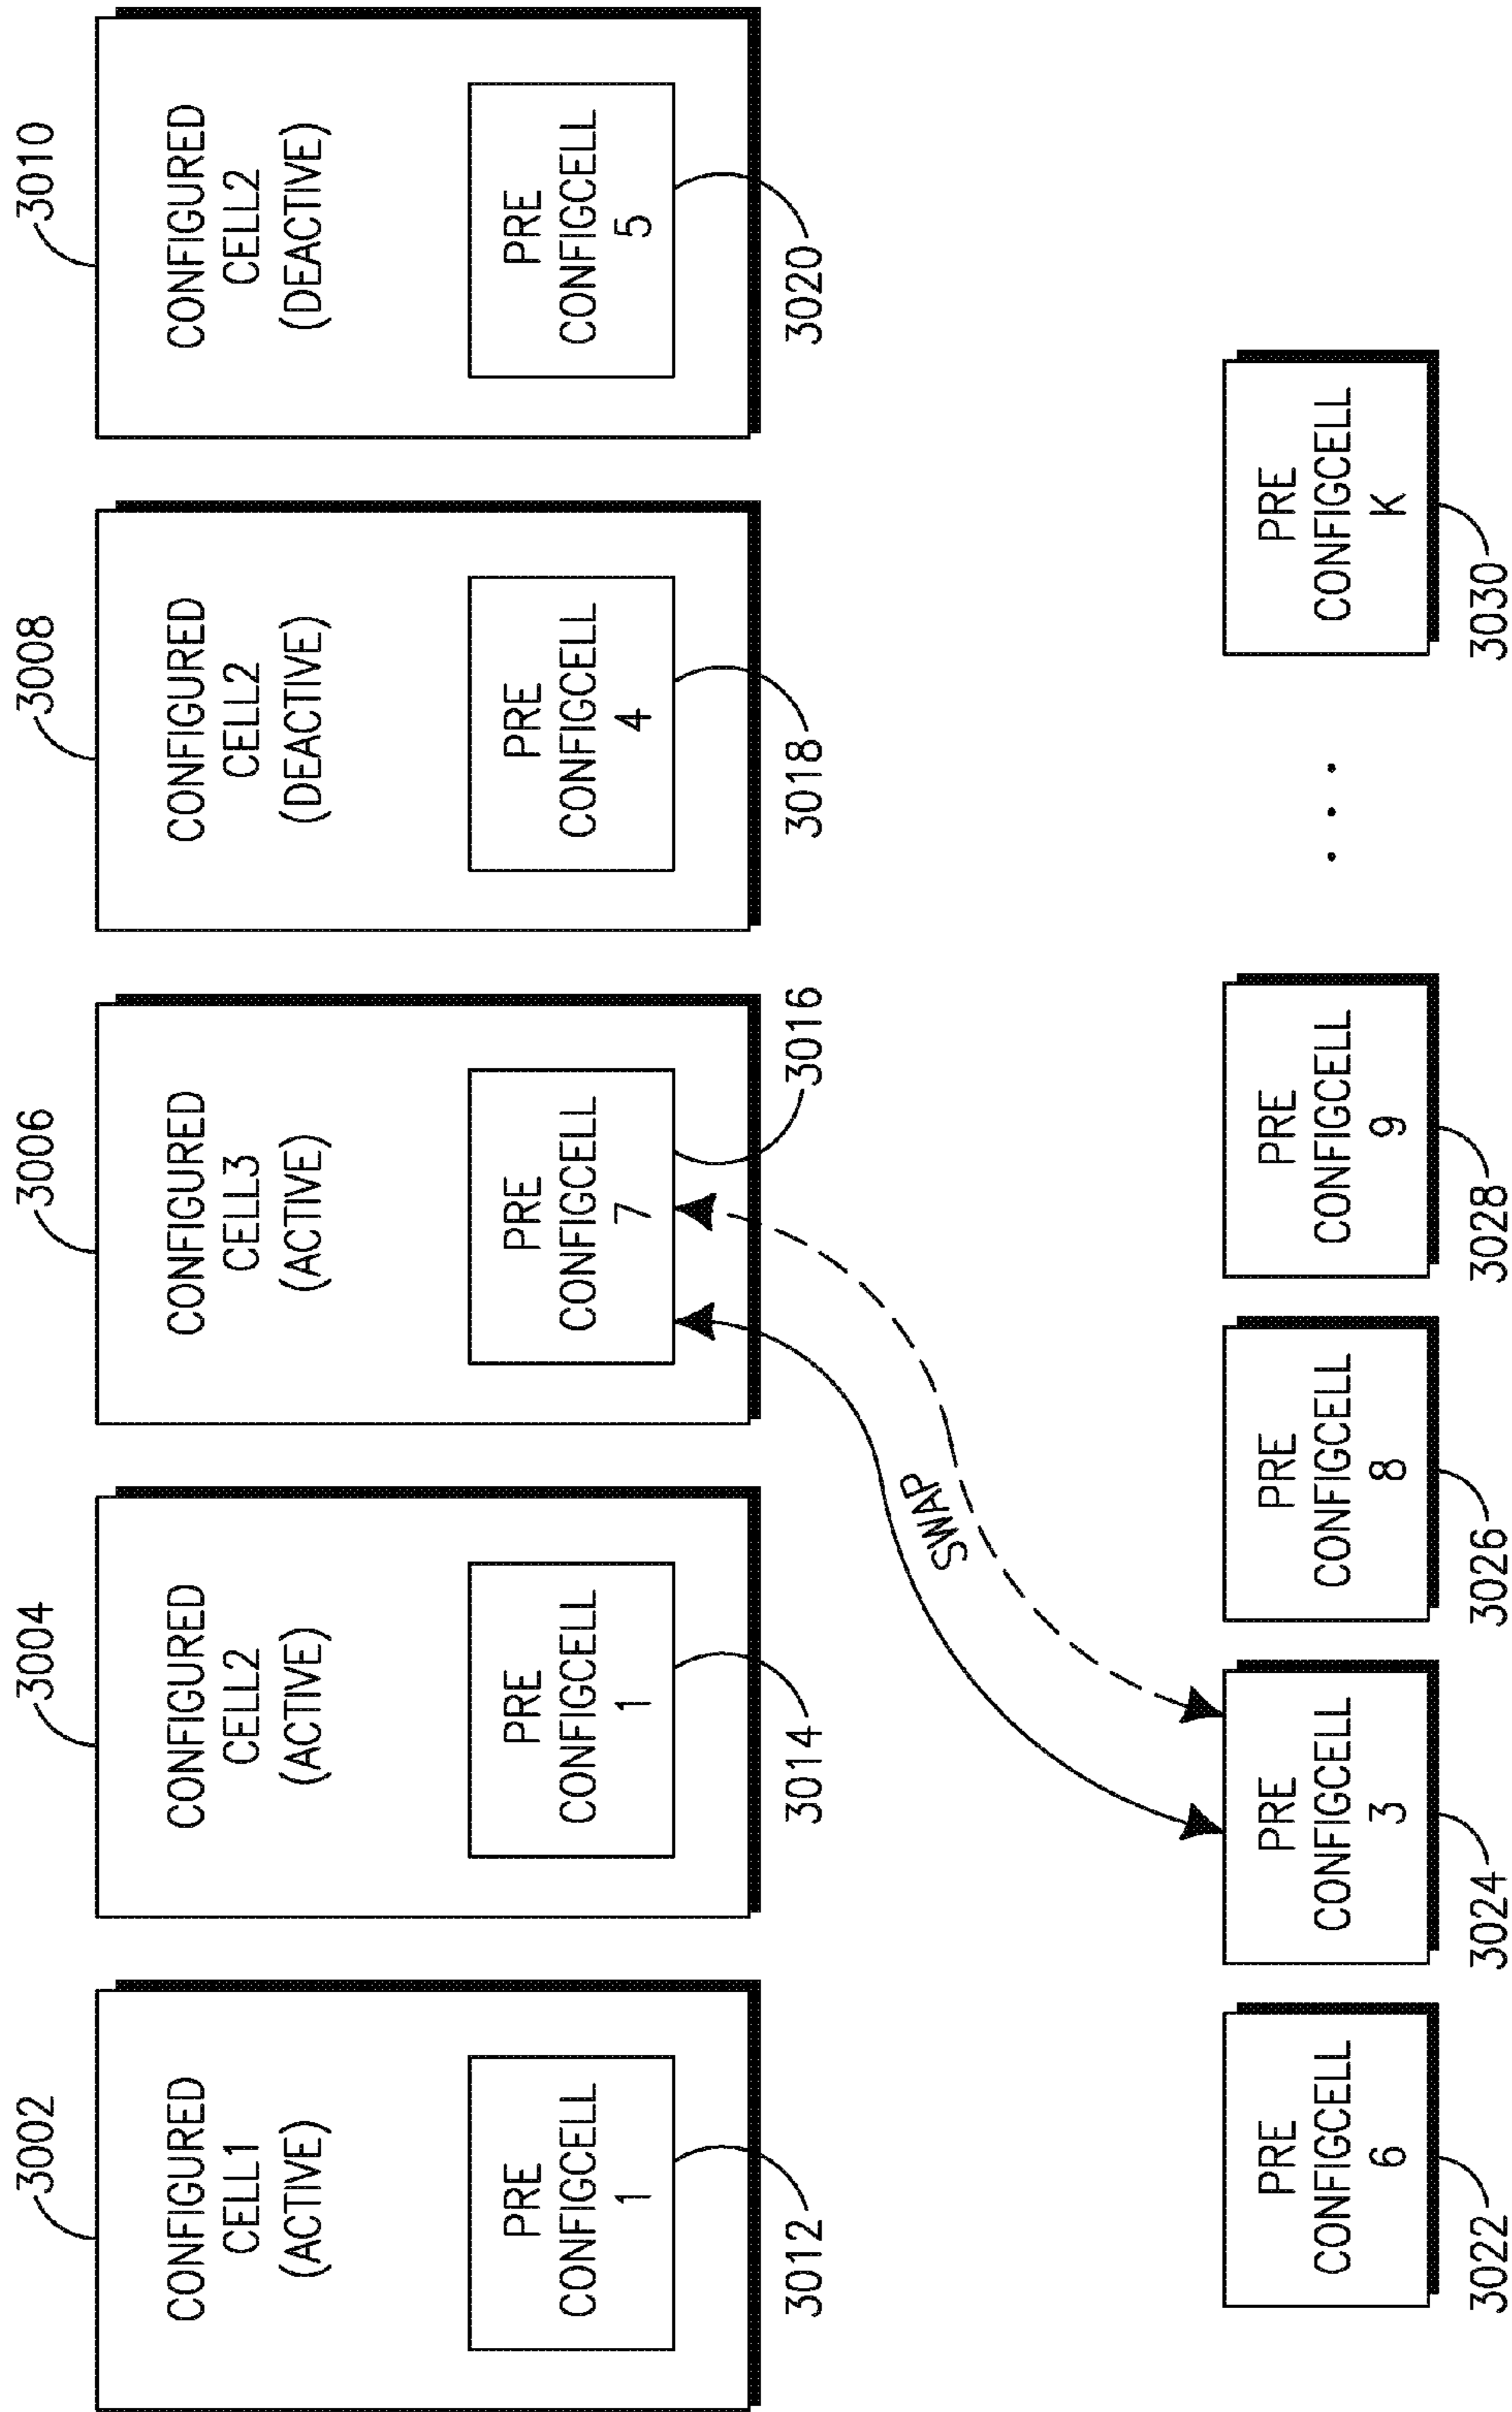 3002
CONFIGURED
CELL1
(ACTIVE)
PRE
CONFIGCELL
1
3012
3004
CONFIGURED
CELL2
(ACTIVE)
PRE
CONFIGCELL
1
3014
3006
CONFIGURED
CELL3
(ACTIVE)
PRE
CONFIGCELL
7
3016
3008
CONFIGURED
CELL2
(DEACTIVE)
PRE
CONFIGCELL
4
3018
3010
CONFIGURED
CELL2
(DEACTIVE)
PRE
CONFIGCELL
5
3020
SWAP
PRE
CONFIGCELL
6
3022
PRE
CONFIGCELL
3
3024
PRE
CONFIGCELL
8
3026
PRE
CONFIGCELL
9
3028
. . .
PRE
CONFIGCELL
K
3030